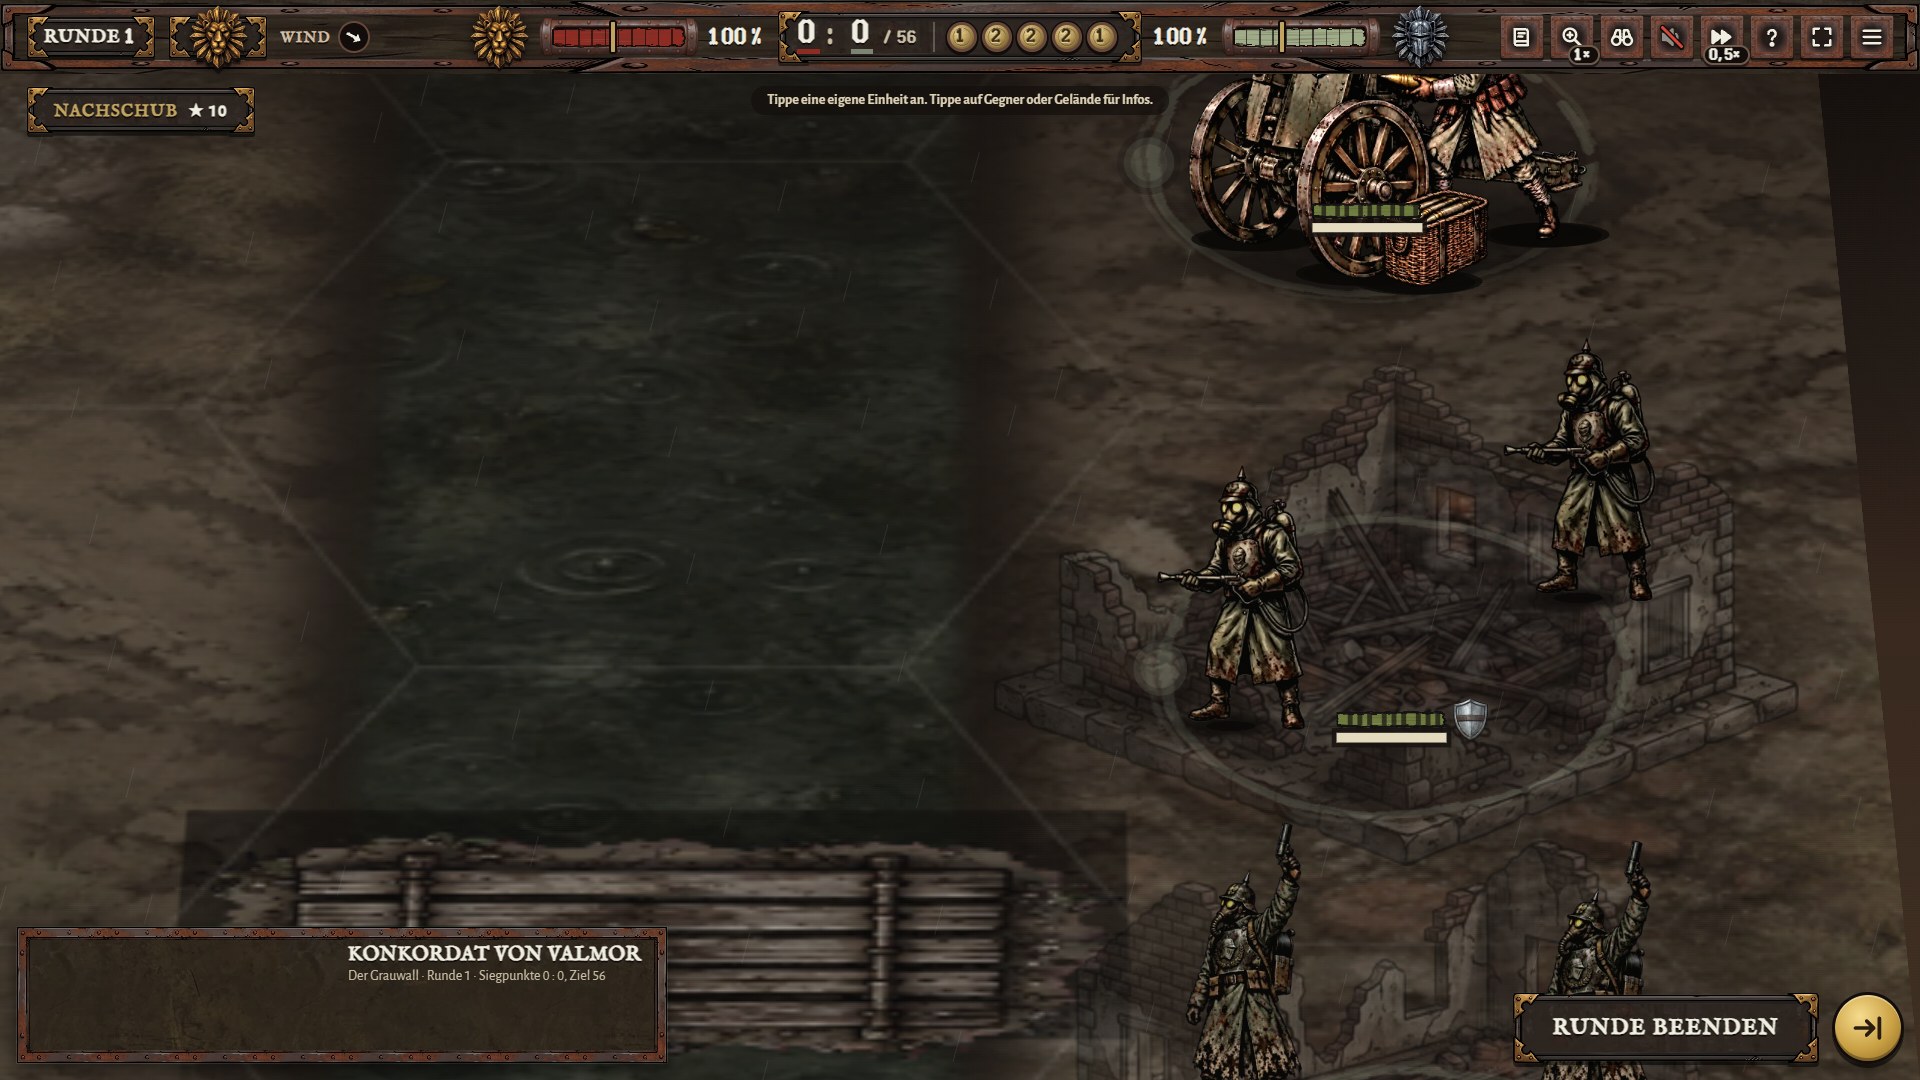 RUNDE 1
WIND
100 %
0 : 0 / 56
1 2 2 2 1
100 %
1×
0,5×
?
NACHSCHUB ★ 10
Tippe eine eigene Einheit an. Tippe auf Gegner oder Gelände für Infos.
KONKORDAT VON VALMOR
Der Grauwall · Runde 1 · Siegpunkte 0 : 0, Ziel 56
RUNDE BEENDEN